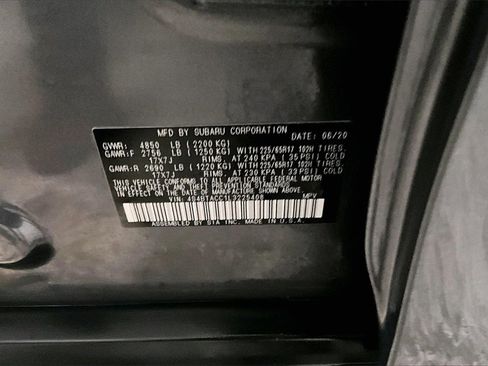 MFD BY SUBARU CORPORATION DATE: 06/20
GVWR: 4850 LB (2200 KG)
GAWR:F 2756 LB (1250 KG) WITH 225/65R17 102H TIRES,
17X7J RIMS, AT 240 KPA (35 PSI) COLD
GAWR:R 2690 LB (1220 KG) WITH 225/65R17 102H TIRES,
17X7J RIMS, AT 230 KPA (33 PSI) COLD
THIS VEHICLE CONFORMS TO ALL APPLICABLE FEDERAL MOTOR
VEHICLE SAFETY AND THEFT PREVENTION STANDARDS
IN EFFECT ON THE DATE OF MANUFACTURE SHOWN ABOVE.
VIN: 4S4BTACC1L3225408 MPV
ASSEMBLED BY SIA INC. MADE IN U.S.A.